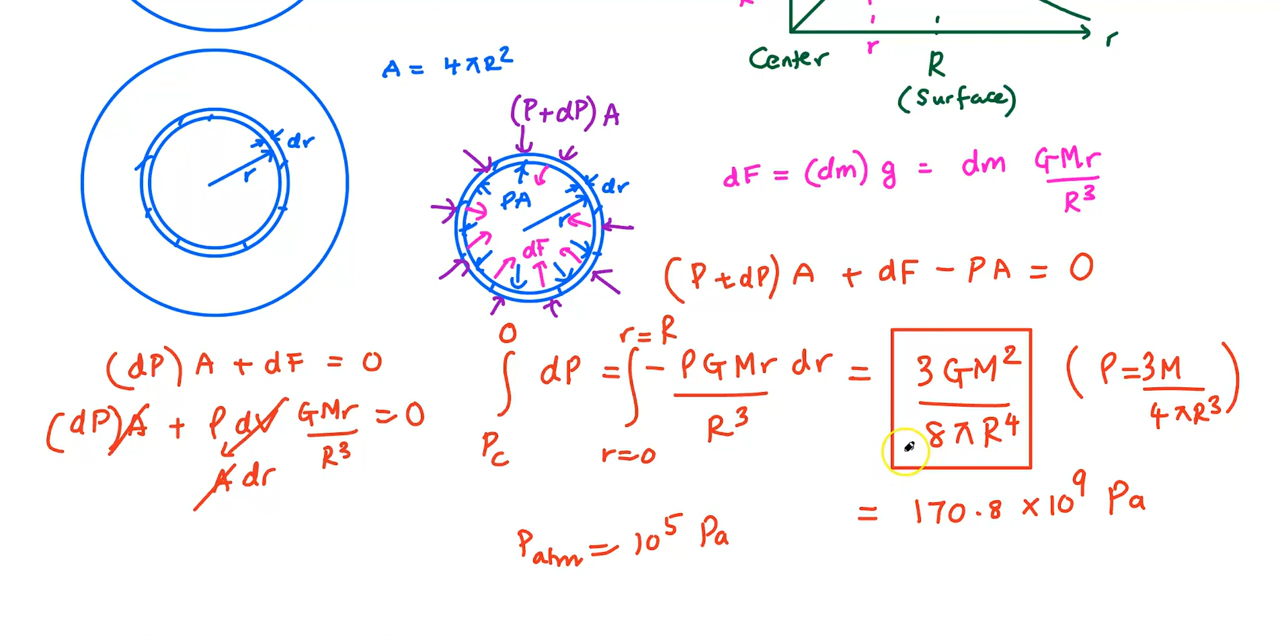 r
r
Center
R
(Surface)
A = 4πR²
dr
r
(P+dP) A
dr
PA
r
dF
dF = (dm) g = dm GMr/R³
(P+dP) A + dF − PA = 0
(dP) A + dF = 0
(dP)A + ρ dV GMr/R³ = 0
A dr
∫_{P_c}^{0} dP = ∫_{r=0}^{r=R} − ρGMr dr/R³ = 3GM²/8πR⁴ (ρ = 3M/4πR³)
= 170.8 × 10⁹ Pa
P_atm = 10⁵ Pa